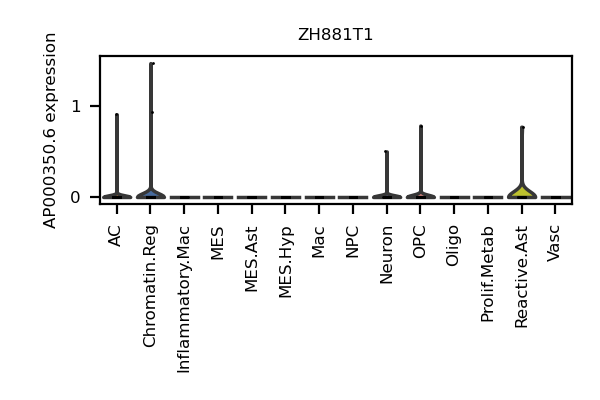 ZH881T1
AP000350.6 expression
1
0
AC
Chromatin.Reg
Inflammatory.Mac
MES
MES.Ast
MES.Hyp
Mac
NPC
Neuron
OPC
Oligo
Prolif.Metab
Reactive.Ast
Vasc